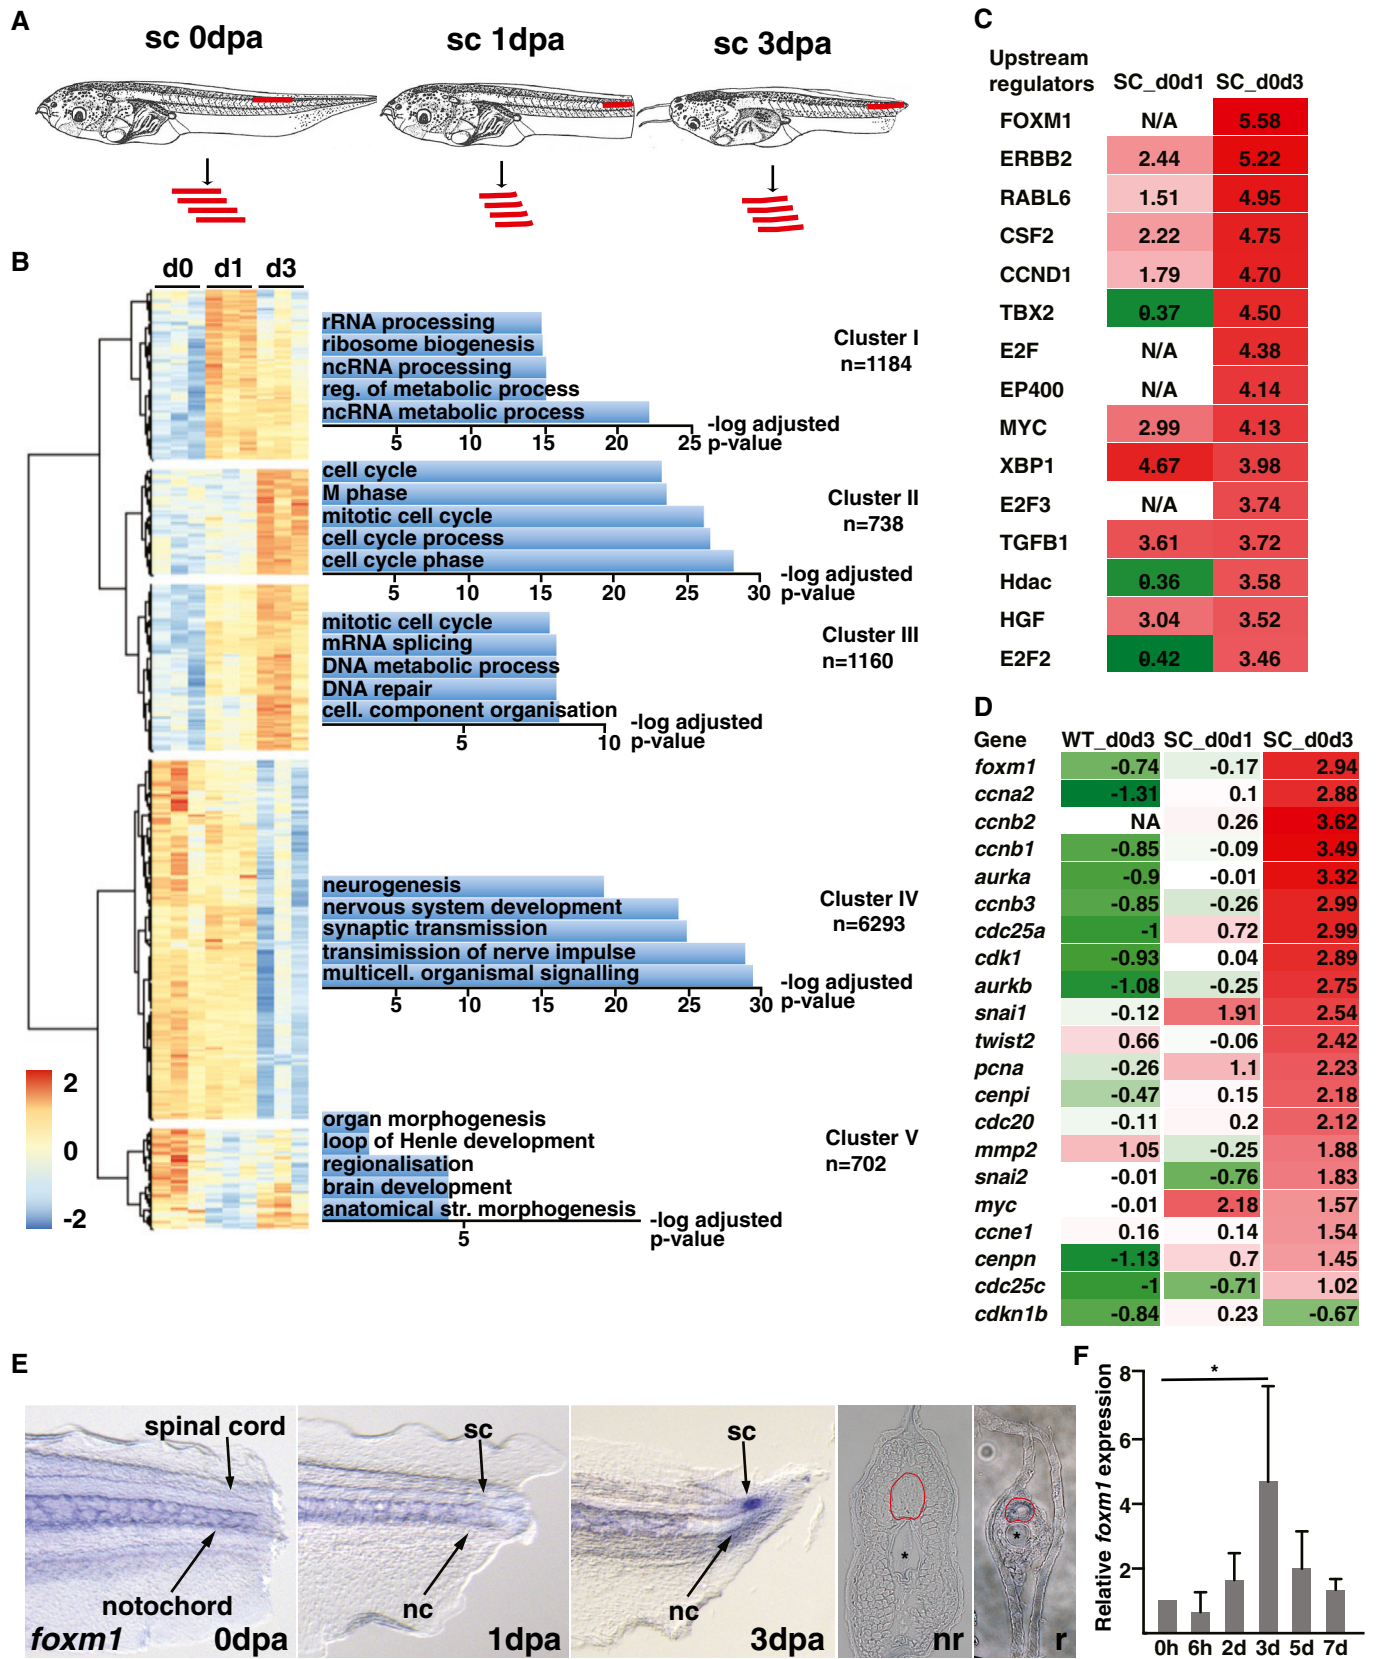 A
sc 0dpa
sc 1dpa
sc 3dpa
B
d0 d1 d3
rRNA processing
ribosome biogenesis
ncRNA processing
reg. of metabolic process
ncRNA metabolic process
5 10 15 20 25
-log adjusted
p-value
Cluster I
n=1184
cell cycle
M phase
mitotic cell cycle
cell cycle process
cell cycle phase
5 10 15 20 25 30
-log adjusted
p-value
Cluster II
n=738
mitotic cell cycle
mRNA splicing
DNA metabolic process
DNA repair
cell. component organisation
5 10
-log adjusted
p-value
Cluster III
n=1160
neurogenesis
nervous system development
synaptic transmission
transimission of nerve impulse
multicell. organismal signalling
5 10 15 20 25 30
-log adjusted
p-value
Cluster IV
n=6293
organ morphogenesis
loop of Henle development
regionalisation
brain development
anatomical str. morphogenesis
5
-log adjusted
p-value
Cluster V
n=702
2
0
-2
C
Upstream
regulators SC_d0d1 SC_d0d3
FOXM1 N/A 5.58
ERBB2 2.44 5.22
RABL6 1.51 4.95
CSF2 2.22 4.75
CCND1 1.79 4.70
TBX2 0.37 4.50
E2F N/A 4.38
EP400 N/A 4.14
MYC 2.99 4.13
XBP1 4.67 3.98
E2F3 N/A 3.74
TGFB1 3.61 3.72
Hdac 0.36 3.58
HGF 3.04 3.52
E2F2 0.42 3.46
D
Gene WT_d0d3 SC_d0d1 SC_d0d3
foxm1 -0.74 -0.17 2.94
ccna2 -1.31 0.1 2.88
ccnb2 NA 0.26 3.62
ccnb1 -0.85 -0.09 3.49
aurka -0.9 -0.01 3.32
ccnb3 -0.85 -0.26 2.99
cdc25a -1 0.72 2.99
cdk1 -0.93 0.04 2.89
aurkb -1.08 -0.25 2.75
snai1 -0.12 1.91 2.54
twist2 0.66 -0.06 2.42
pcna -0.26 1.1 2.23
cenpi -0.47 0.15 2.18
cdc20 -0.11 0.2 2.12
mmp2 1.05 -0.25 1.88
snai2 -0.01 -0.76 1.83
myc -0.01 2.18 1.57
ccne1 0.16 0.14 1.54
cenpn -1.13 0.7 1.45
cdc25c -1 -0.71 1.02
cdkn1b -0.84 0.23 -0.67
E
spinal cord
notochord
foxm1 0dpa
sc
nc
1dpa
sc
nc
3dpa
*
nr
*
r
F
Relative foxm1 expression
8
6
4
2
*
0h 6h 2d 3d 5d 7d